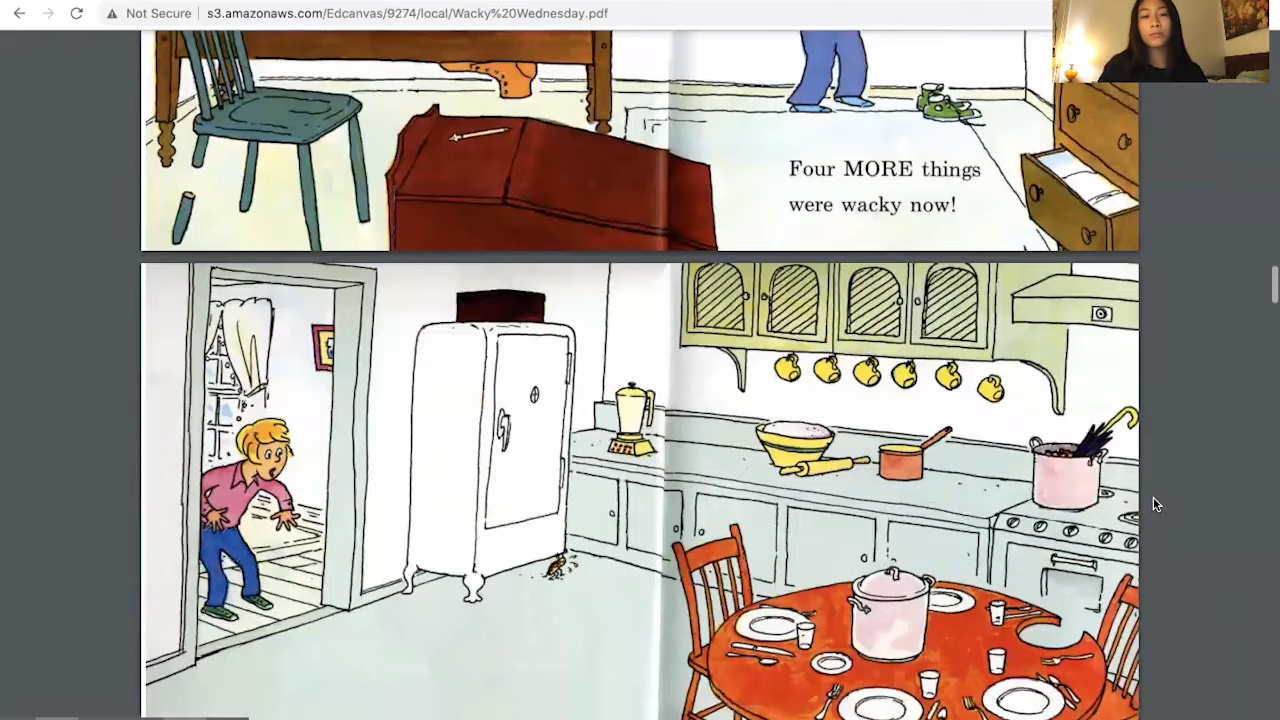 Not Secure
s3.amazonaws.com/Edcanvas/9274/local/Wacky%20Wednesday.pdf
Four MORE things
were wacky now!